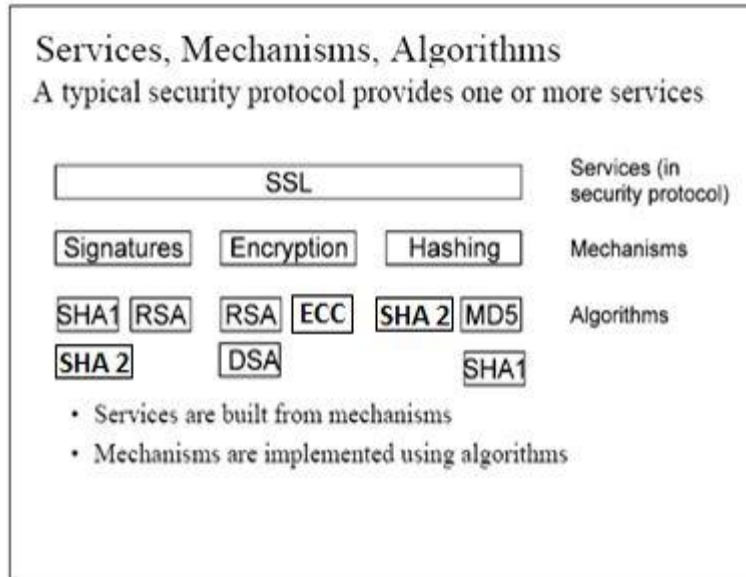 Services, Mechanisms, Algorithms
A typical security protocol provides one or more services
SSL
Services (in
security protocol)
Signatures Encryption Hashing Mechanisms
SHA1 RSA RSA ECC SHA 2 MD5 Algorithms
SHA 2 DSA SHA1
• Services are built from mechanisms
• Mechanisms are implemented using algorithms